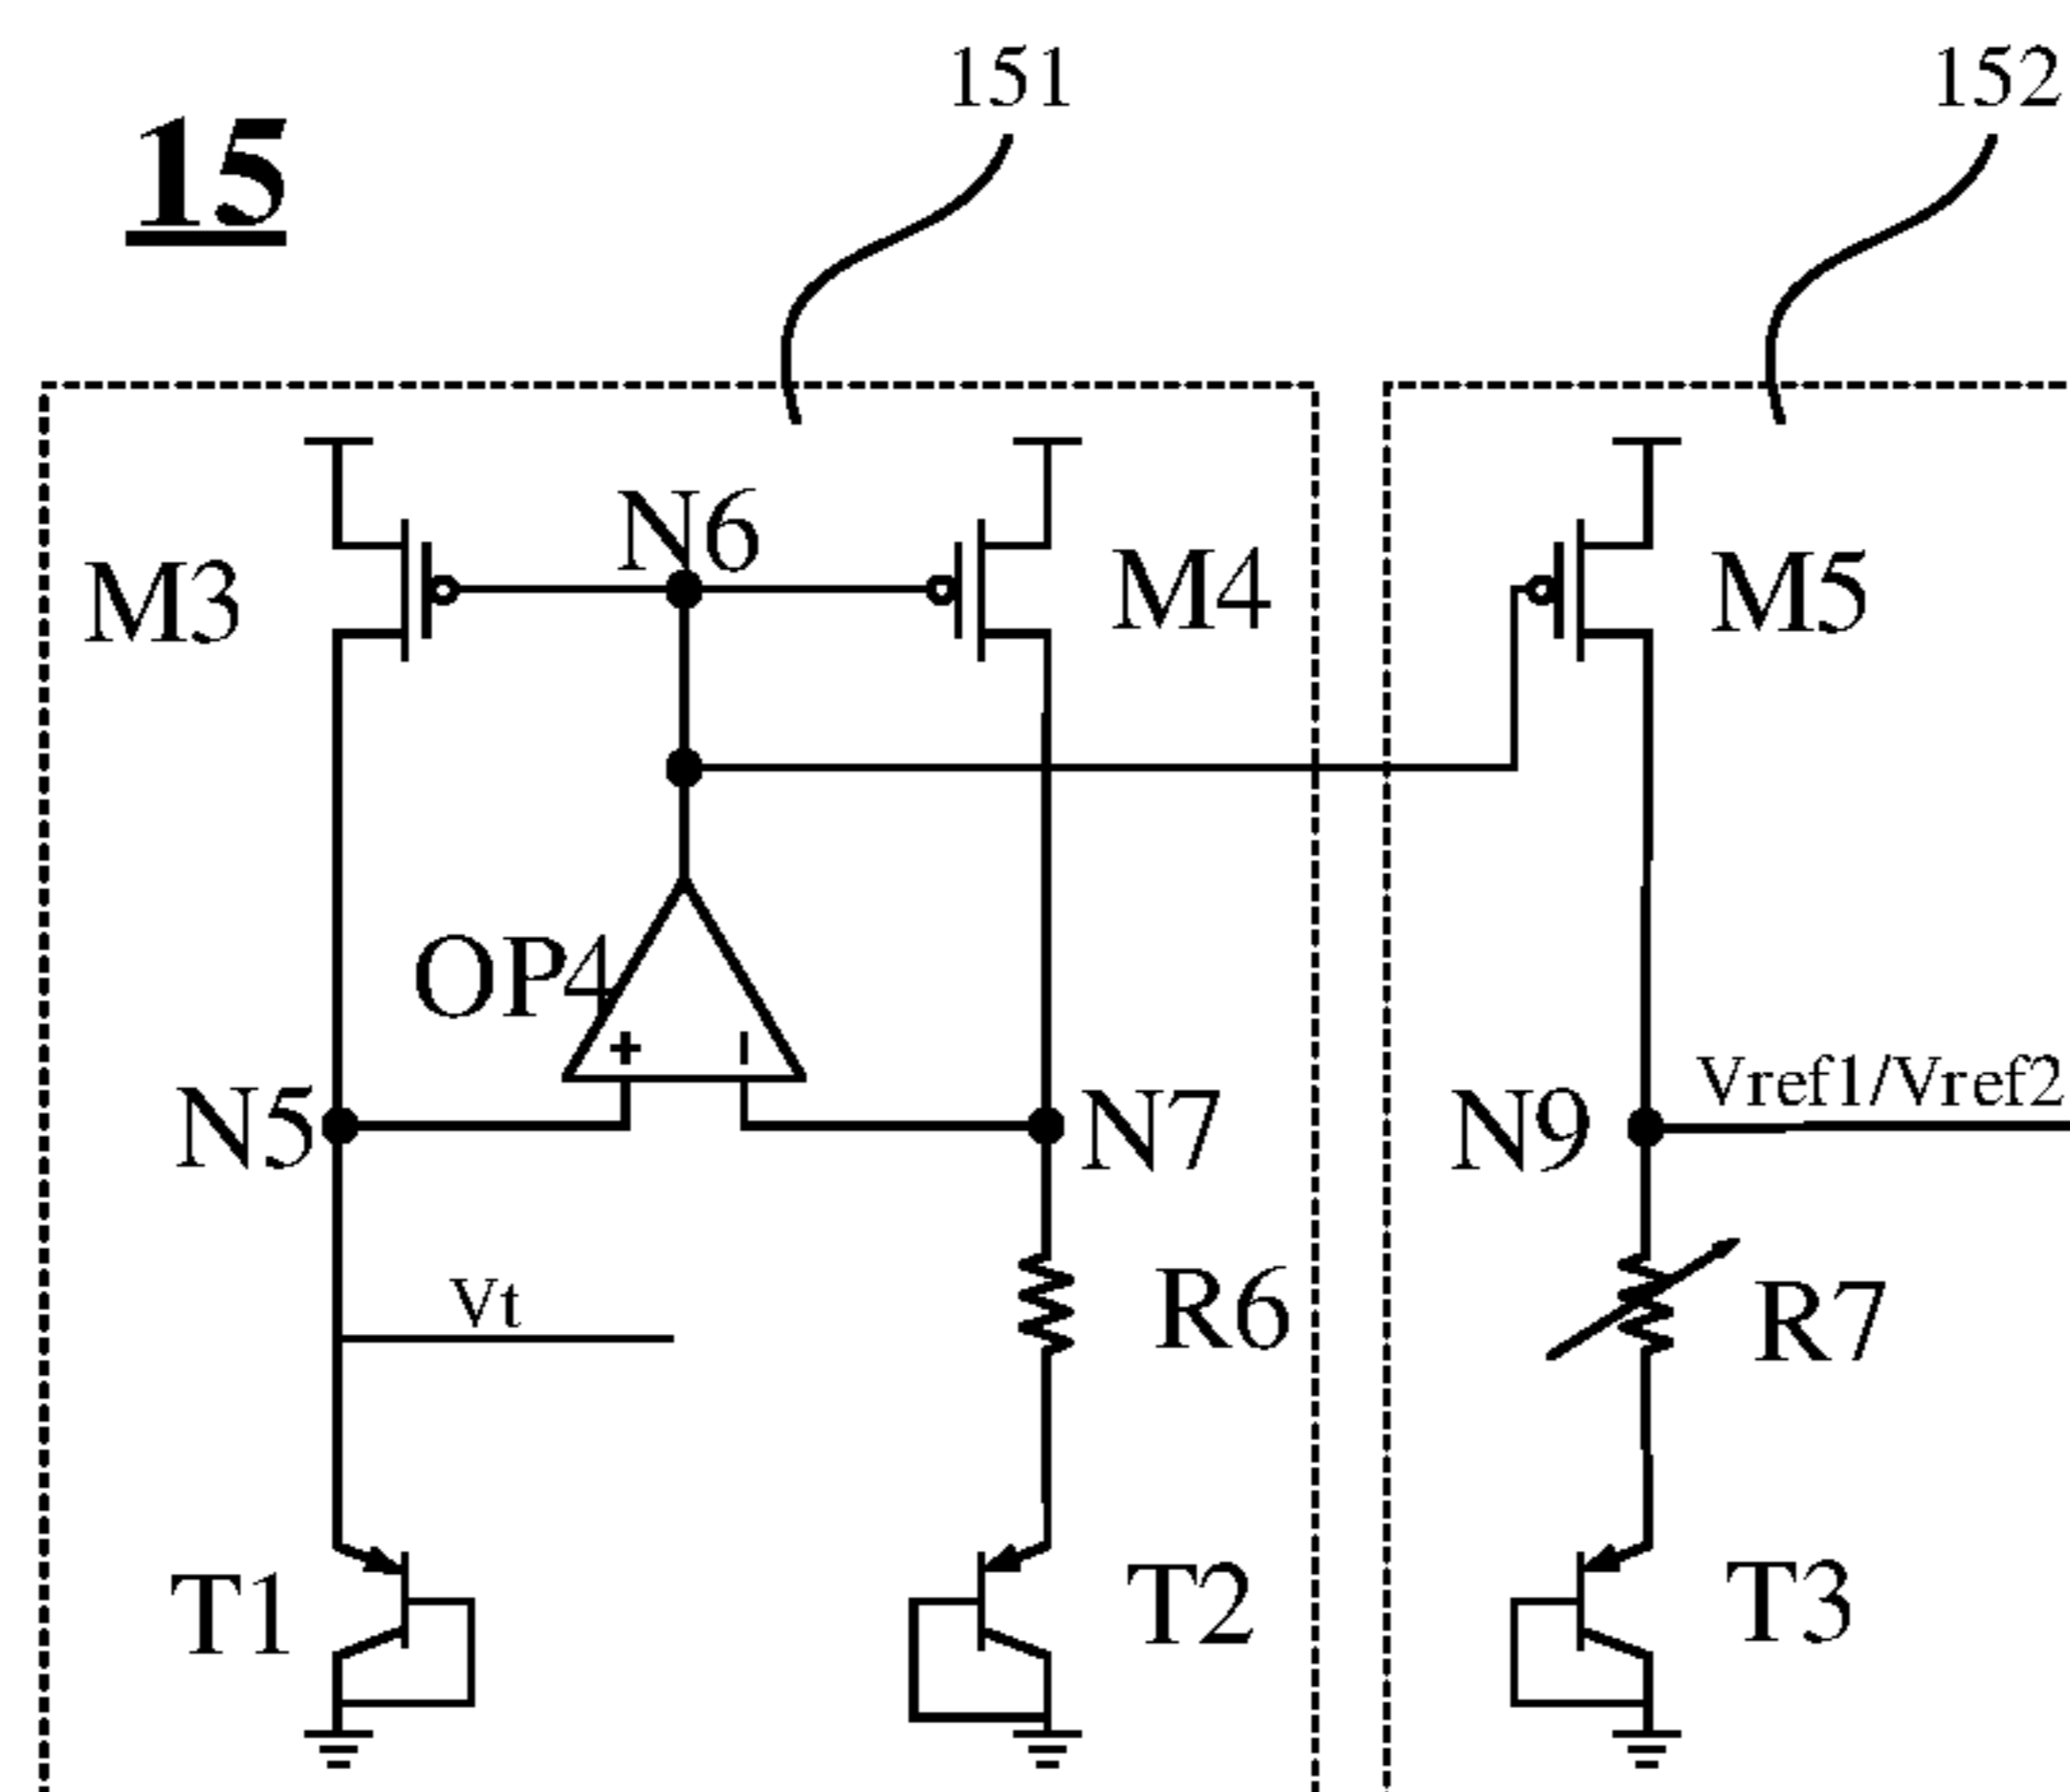 151
152
15
N6
M3
M4
M5
OP4
+
N5
N7
N9
Vref1/Vref2
Vt
R6
R7
T1
T2
T3